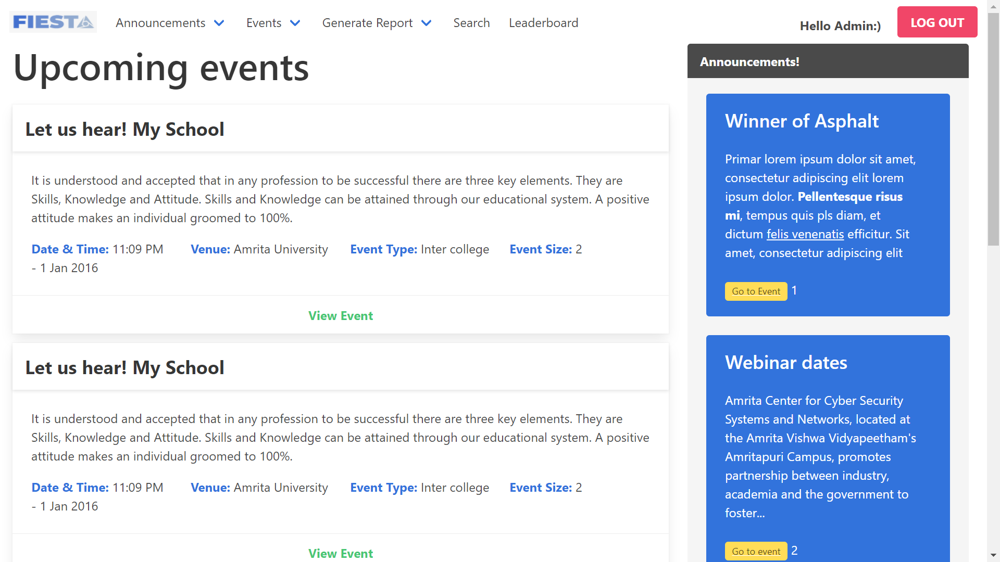 FIESTA Announcements Events Generate Report Search Leaderboard Hello Admin:) LOG OUT
Upcoming events
Let us hear! My School
It is understood and accepted that in any profession to be successful there are three key elements. They are
Skills, Knowledge and Attitude. Skills and Knowledge can be attained through our educational system. A positive
attitude makes an individual groomed to 100%.
Date & Time: 11:09 PM Venue: Amrita University Event Type: Inter college Event Size: 2
- 1 Jan 2016
View Event
Let us hear! My School
It is understood and accepted that in any profession to be successful there are three key elements. They are
Skills, Knowledge and Attitude. Skills and Knowledge can be attained through our educational system. A positive
attitude makes an individual groomed to 100%.
Date & Time: 11:09 PM Venue: Amrita University Event Type: Inter college Event Size: 2
- 1 Jan 2016
View Event
Announcements!
Winner of Asphalt
Primar lorem ipsum dolor sit amet,
consectetur adipiscing elit lorem
ipsum dolor. Pellentesque risus
mi, tempus quis pls diam, et
dictum felis venenatis efficitur. Sit
amet, consectetur adipiscing elit
Go to Event 1
Webinar dates
Amrita Center for Cyber Security
Systems and Networks, located at
the Amrita Vishwa Vidyapeetham's
Amritapuri Campus, promotes
partnership between industry,
academia and the government to
foster...
Go to event 2